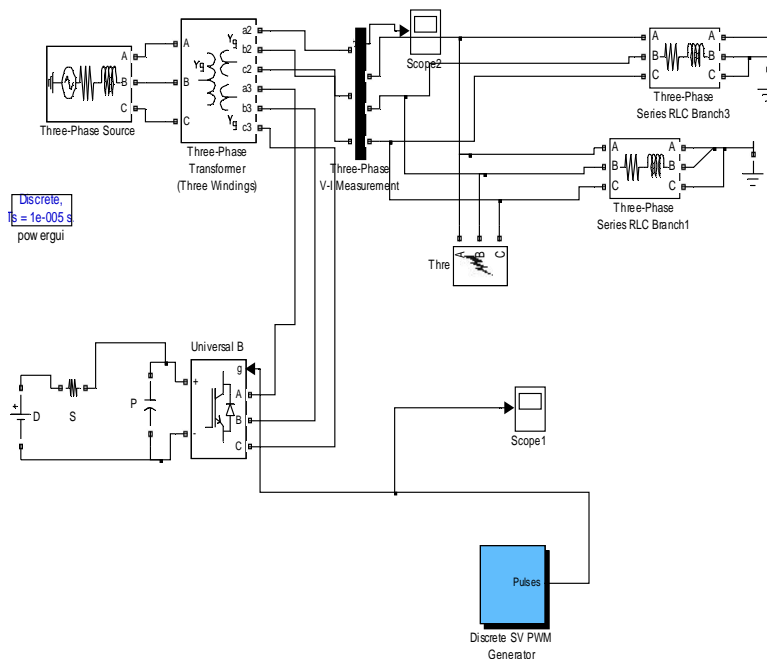 A
B
C
Three-Phase Source
A
B
C
Yg
Yg
Yg
a2
b2
c2
a3
b3
c3
Three-Phase
Transformer
(Three Windings)
Three-Phase
V-I Measurement
Scope2
A
B
C
A
B
C
Three-Phase
Series RLC Branch3
A
B
C
A
B
C
Three-Phase
Series RLC Branch1
A
B
C
Thre
Discrete,
Ts = 1e-005 s.
powergui
Universal B
g
+
-
A
B
C
+
D
S
P
Scope1
Pulses
Discrete SV PWM
Generator